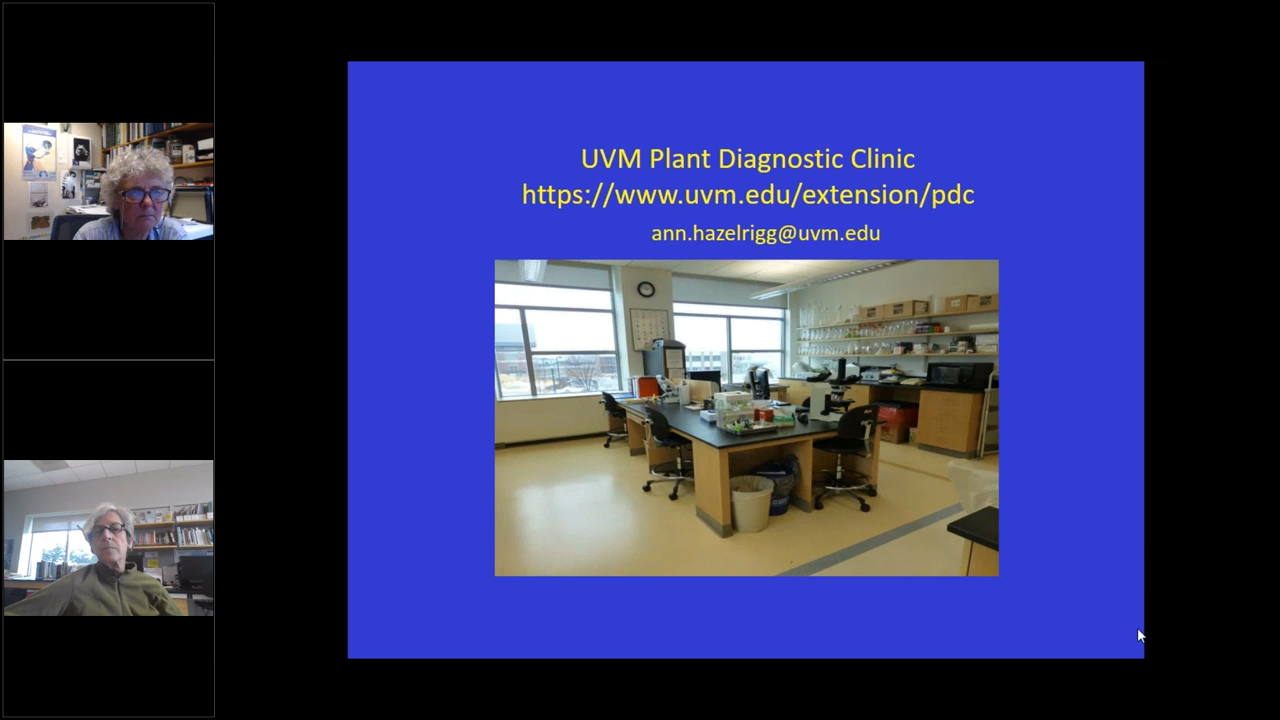 UVM Plant Diagnostic Clinic
https://www.uvm.edu/extension/pdc
ann.hazelrigg@uvm.edu